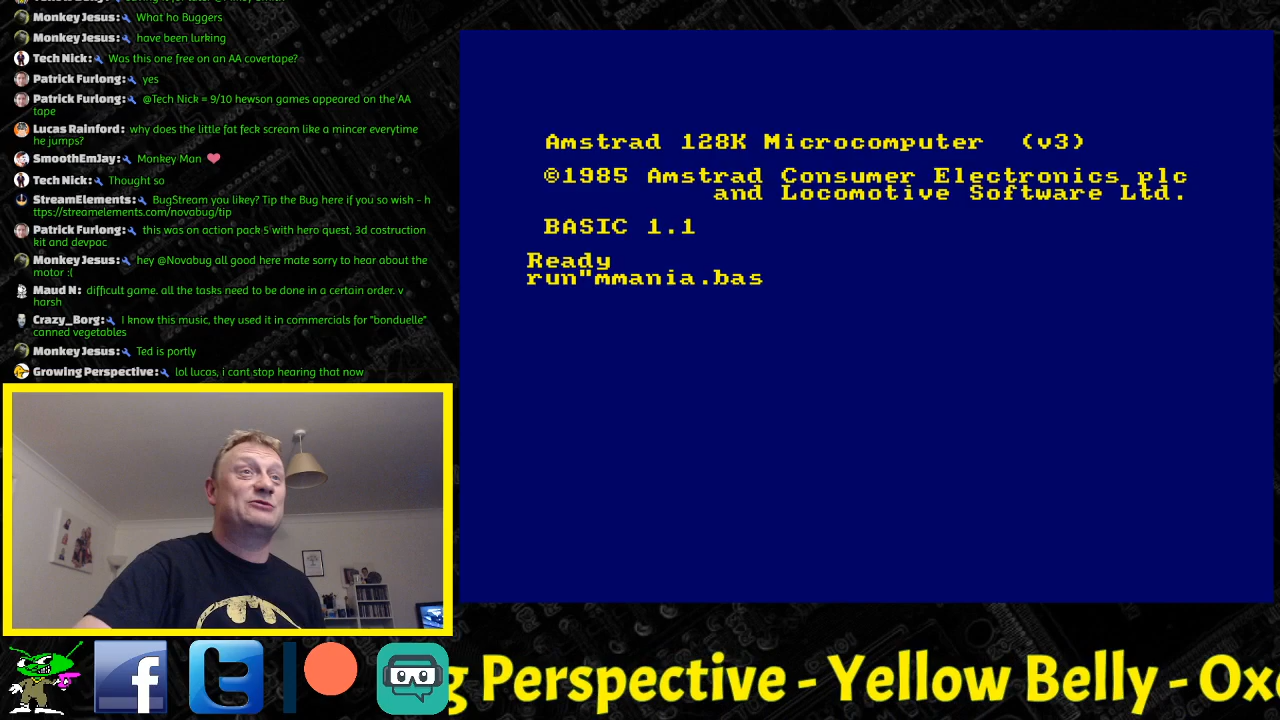 Monkey Jesus: What ho Buggers
Monkey Jesus: have been lurking
Tech Nick: Was this one free on an AA covertape?
Patrick Furlong: yes
Patrick Furlong: @Tech Nick = 9/10 hewson games appeared on the AA
tape
Lucas Rainford: why does the little fat feck scream like a mincer everytime
he jumps?
SmoothEmJay: Monkey Man
Tech Nick: Thought so
StreamElements: BugStream you likey? Tip the Bug here if you so wish - h
ttps://streamelements.com/novabug/tip
Patrick Furlong: this was on action pack 5 with hero quest, 3d costruction
kit and devpac
Monkey Jesus: hey @Novabug all good here mate sorry to hear about the
motor :(
Maud N: difficult game. all the tasks need to be done in a certain order. v
harsh
Crazy_Borg: I know this music, they used it in commercials for "bonduelle"
canned vegetables
Monkey Jesus: Ted is portly
Growing Perspective: lol lucas, i cant stop hearing that now
Amstrad 128K Microcomputer (v3)
©1985 Amstrad Consumer Electronics plc
and Locomotive Software Ltd.
BASIC 1.1
Ready
run"mmania.bas
g Perspective - Yellow Belly - Ox